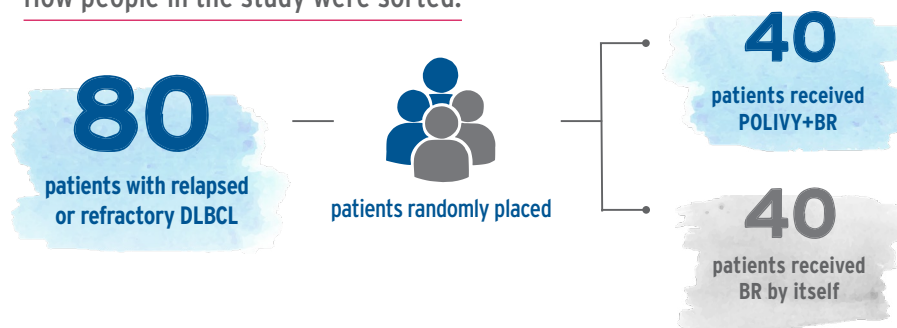 How people in the study were sorted:
80
patients with relapsed
or refractory DLBCL
patients randomly placed
40
patients received
POLIVY+BR
40
patients received
BR by itself